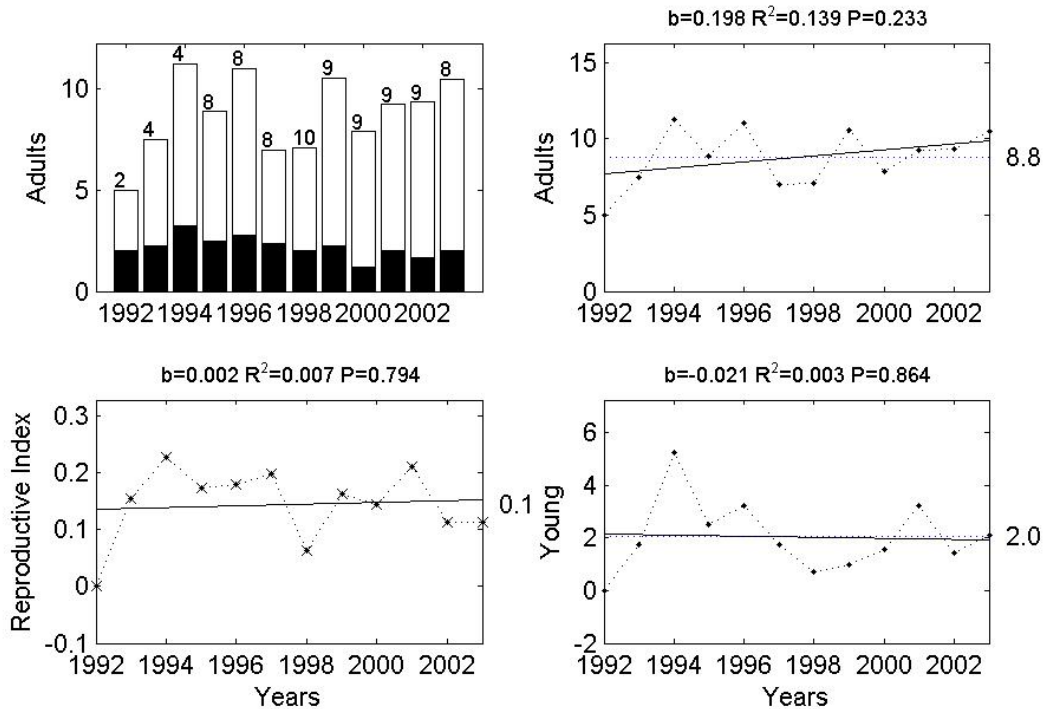 b=0.198 R²=0.139 P=0.233
Adults
10
5
0
2
4
4
8
8
8
10
9
9
9
9
8
1992 1994 1996 1998 2000 2002
Adults
15
10
5
0
8.8
1992 1994 1996 1998 2000 2002
b=0.002 R²=0.007 P=0.794
Reproductive Index
0.3
0.2
0.1
0
-0.1
0.1
1992 1994 1996 1998 2000 2002
Years
b=-0.021 R²=0.003 P=0.864
Young
6
4
2
0
-2
2.0
1992 1994 1996 1998 2000 2002
Years